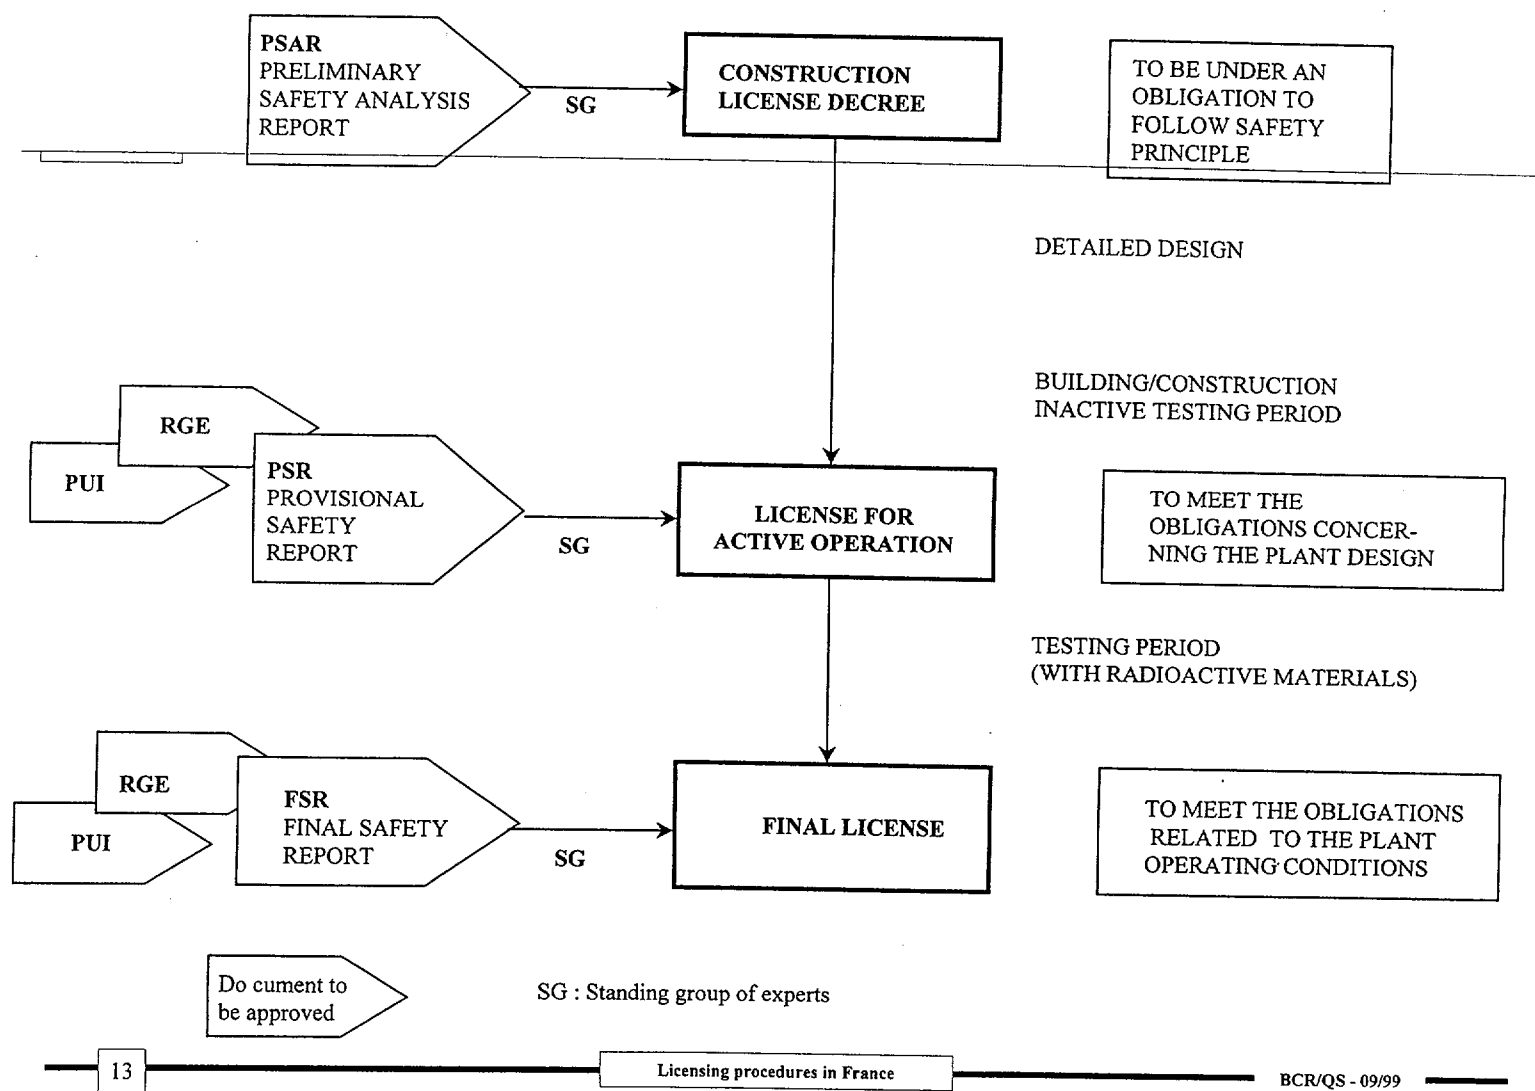 PSAR
PRELIMINARY
SAFETY ANALYSIS
REPORT
SG
CONSTRUCTION
LICENSE DECREE
TO BE UNDER AN
OBLIGATION TO
FOLLOW SAFETY
PRINCIPLE
DETAILED DESIGN
BUILDING/CONSTRUCTION
INACTIVE TESTING PERIOD
RGE
PUI
PSR
PROVISIONAL
SAFETY
REPORT
SG
LICENSE FOR
ACTIVE OPERATION
TO MEET THE
OBLIGATIONS CONCER-
NING THE PLANT DESIGN
TESTING PERIOD
(WITH RADIOACTIVE MATERIALS)
RGE
PUI
FSR
FINAL SAFETY
REPORT
SG
FINAL LICENSE
TO MEET THE OBLIGATIONS
RELATED TO THE PLANT
OPERATING CONDITIONS
Do cument to
be approved
SG : Standing group of experts
13
Licensing procedures in France
BCR/QS - 09/99